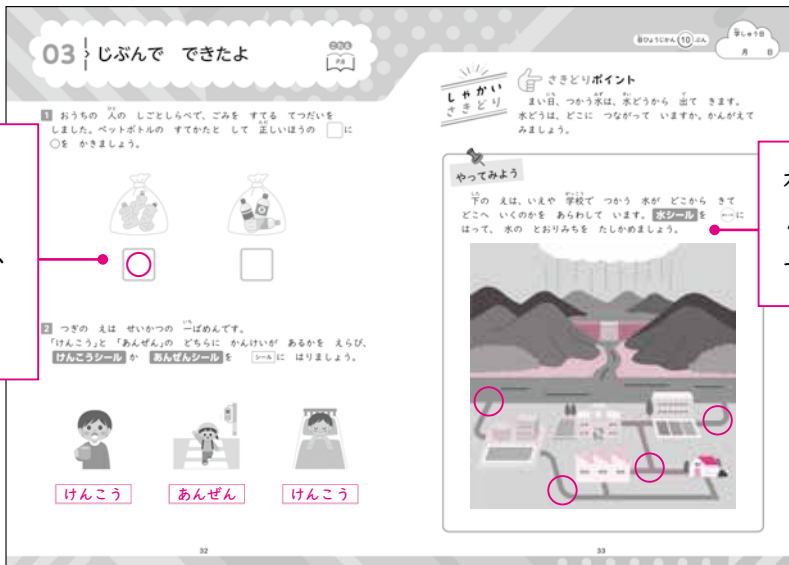 03 じぶんで できたよ
こたえ
P.8
1 おうちの 人の しごとしらべで、ごみを すてる てつだいを
しました。ペットボトルの すてかたと して 正しいほうの □に
○を かきましょう。
2 つぎの えは せいかつの 一ばめんです。
「けんこう」と 「あんぜん」の どちらに かんけいが あるかを えらび、
けんこうシール か あんぜんシール を シール に はりましょう。
けんこう
あんぜん
けんこう
32
目ひょうじかん 10 ぷん
学しゅう日
月 日
しゃかい
さきどり
さきどりポイント
まい日、つかう水は、水どうから 出て きます。
水どうは、どこに つながって いますか。かんがえて
みましょう。
やってみよう
下の えは、いえや 学校で つかう 水が どこから きて
どこへ いくのかを あらわして います。 水シール を に
はって、 水の とおりみちを たしかめましょう。
33